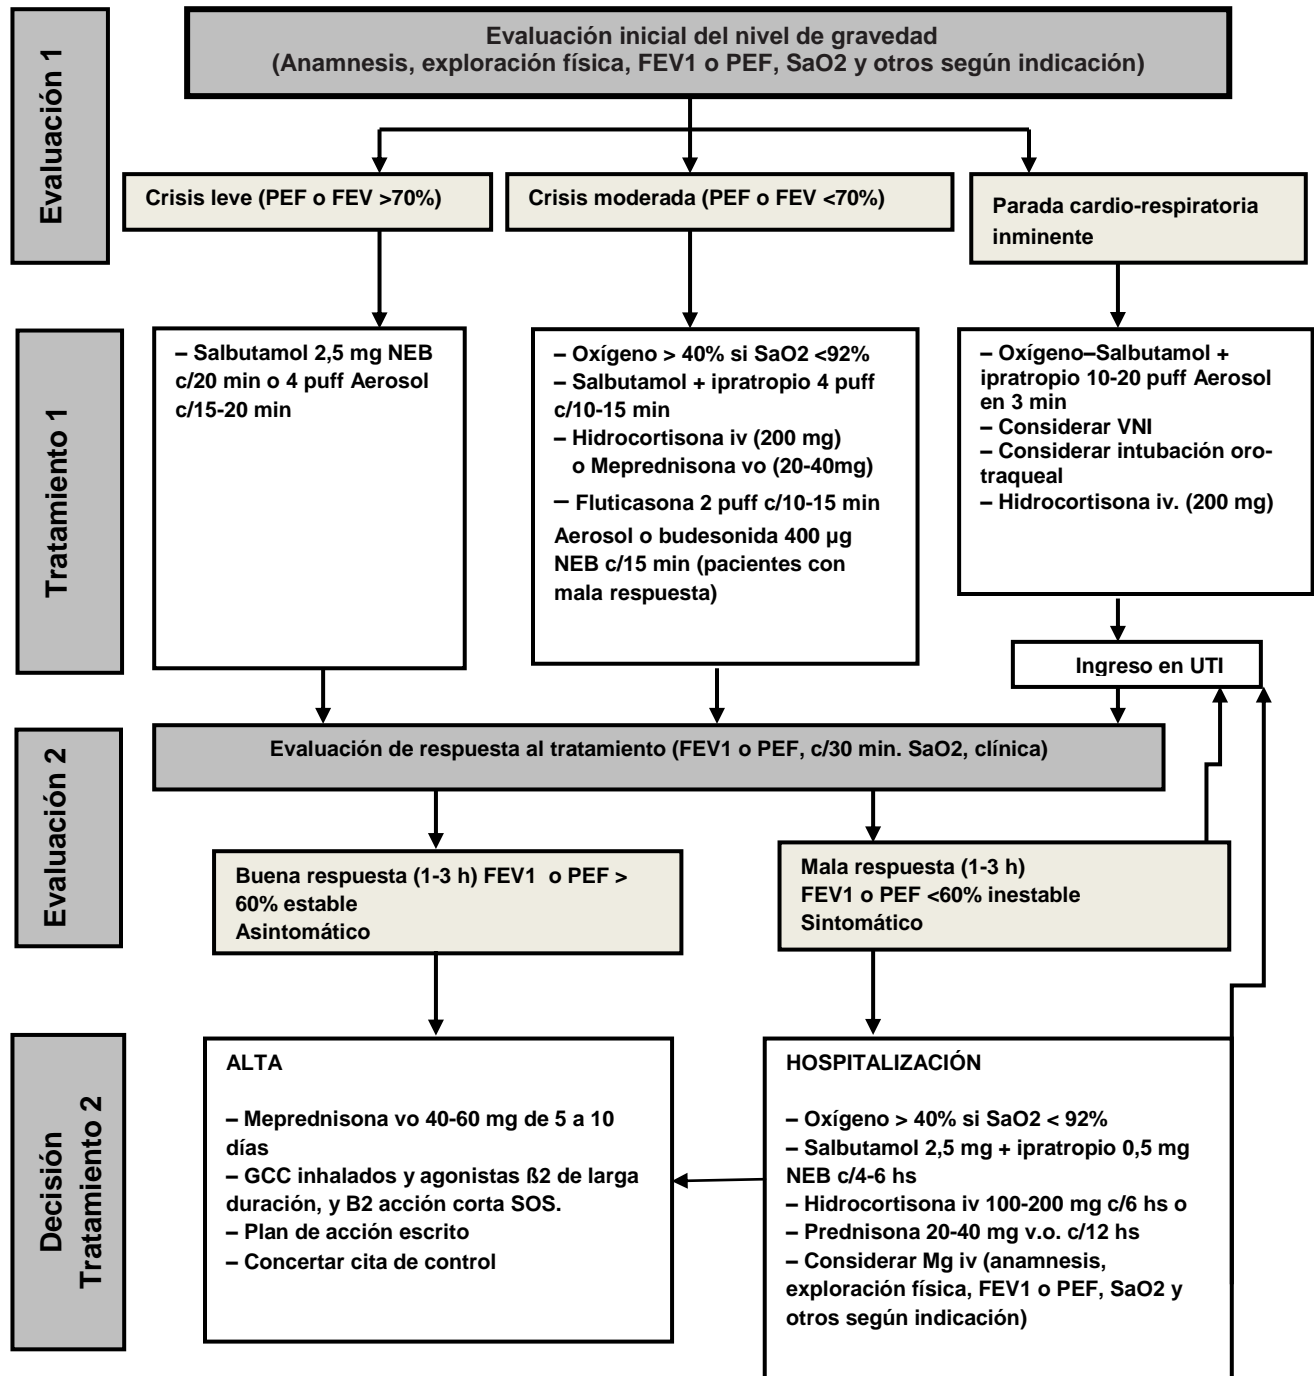 Evaluación 1
Evaluación inicial del nivel de gravedad
(Anamnesis, exploración física, FEV1 o PEF, SaO2 y otros según indicación)
Crisis leve (PEF o FEV >70%)
Crisis moderada (PEF o FEV <70%)
Parada cardio-respiratoria
inminente
Tratamiento 1
– Salbutamol 2,5 mg NEB
c/20 min o 4 puff Aerosol
c/15-20 min
– Oxígeno > 40% si SaO2 <92%
– Salbutamol + ipratropio 4 puff
c/10-15 min
– Hidrocortisona iv (200 mg)
o Meprednisona vo (20-40mg)
– Fluticasona 2 puff c/10-15 min
Aerosol o budesonida 400 µg
NEB c/15 min (pacientes con
mala respuesta)
– Oxígeno–Salbutamol +
ipratropio 10-20 puff Aerosol
en 3 min
– Considerar VNI
– Considerar intubación oro-
traqueal
– Hidrocortisona iv. (200 mg)
Ingreso en UTI
Evaluación 2
Evaluación de respuesta al tratamiento (FEV1 o PEF, c/30 min. SaO2, clínica)
Buena respuesta (1-3 h) FEV1 o PEF >
60% estable
Asintomático
Mala respuesta (1-3 h)
FEV1 o PEF <60% inestable
Sintomático
Decisión
Tratamiento 2
ALTA
– Meprednisona vo 40-60 mg de 5 a 10
días
– GCC inhalados y agonistas ß2 de larga
duración, y B2 acción corta SOS.
– Plan de acción escrito
– Concertar cita de control
HOSPITALIZACIÓN
– Oxígeno > 40% si SaO2 < 92%
– Salbutamol 2,5 mg + ipratropio 0,5 mg
NEB c/4-6 hs
– Hidrocortisona iv 100-200 mg c/6 hs o
– Prednisona 20-40 mg v.o. c/12 hs
– Considerar Mg iv (anamnesis,
exploración física, FEV1 o PEF, SaO2 y
otros según indicación)